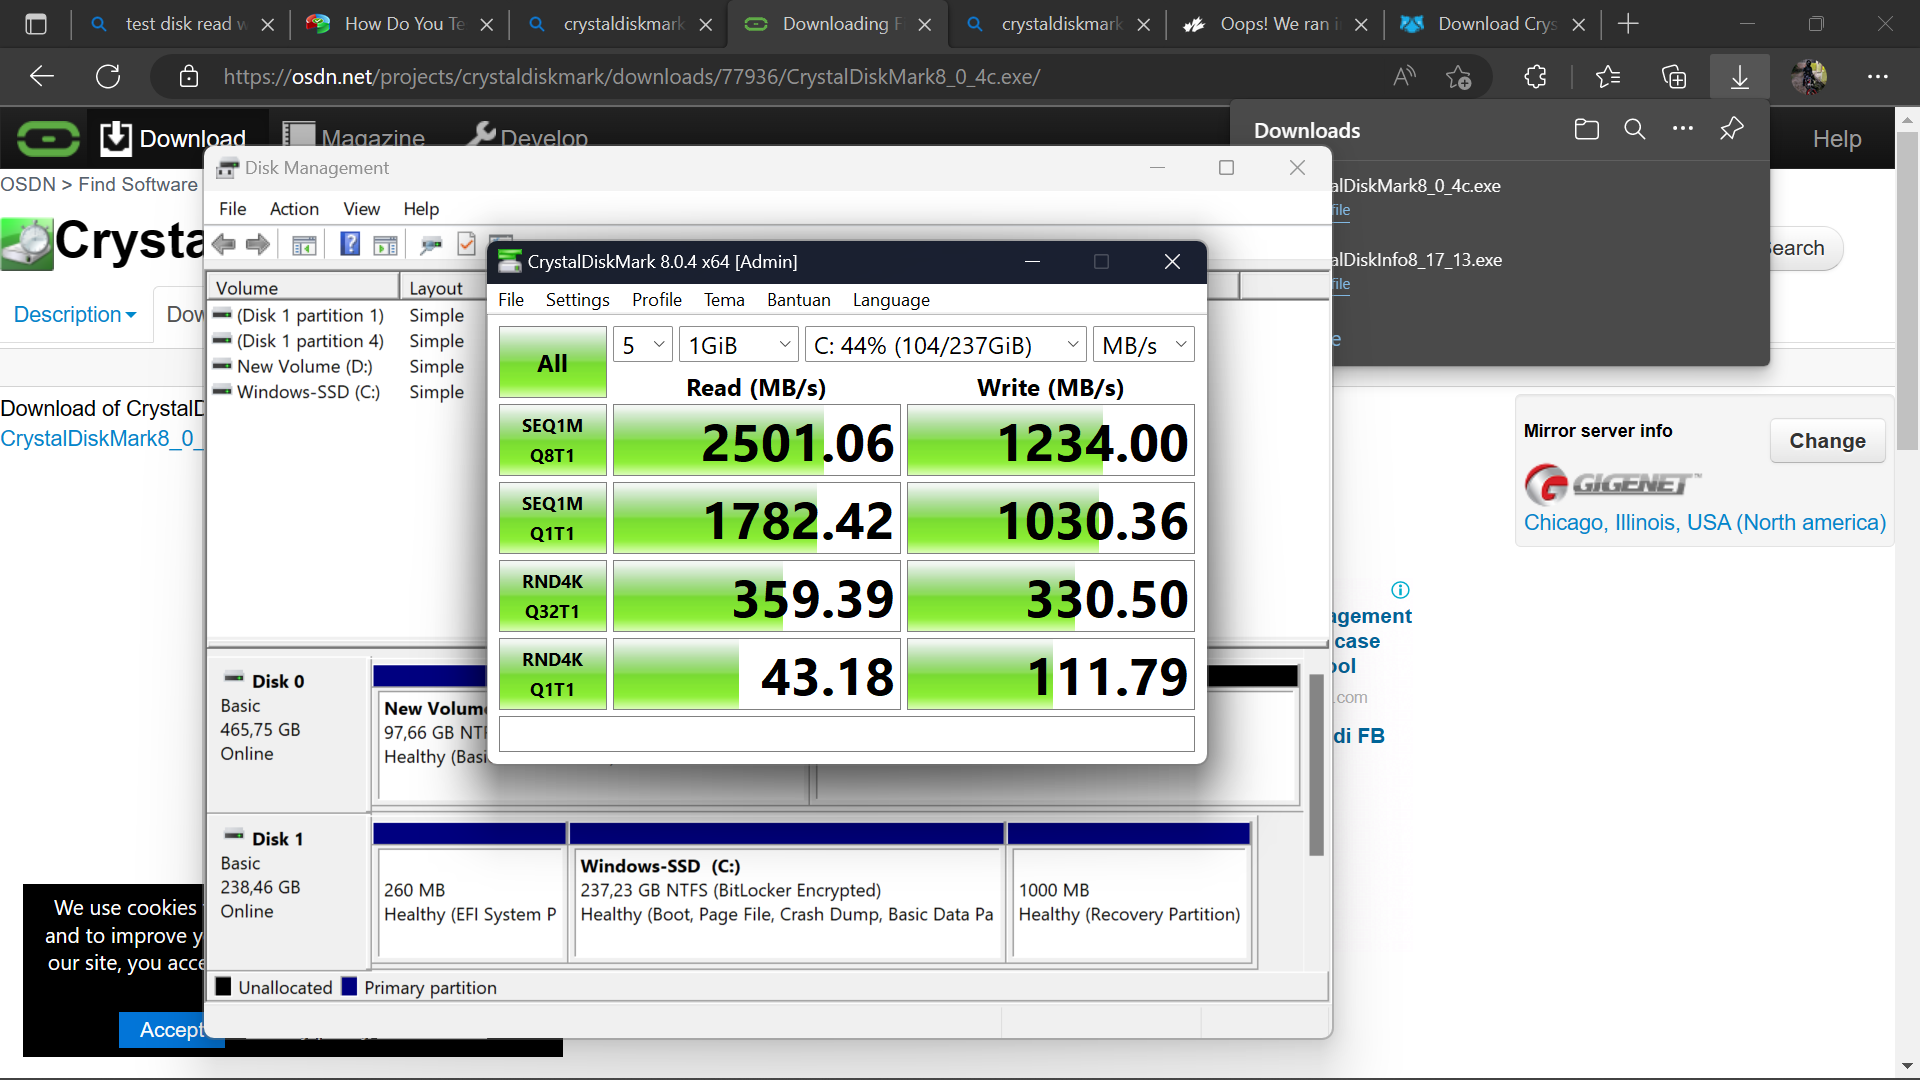 test disk read w
How Do You Te
crystaldiskmark
Downloading F
crystaldiskmark
Oops! We ran i
Download Crys
https://osdn.net/projects/crystaldiskmark/downloads/77936/CrystalDiskMark8_0_4c.exe/
Download
Magazine
Develop
Help
Downloads
alDiskMark8_0_4c.exe
file
alDiskInfo8_17_13.exe
file
e
OSDN > Find Software
Crysta
earch
Description
Dow
Download of CrystalD
CrystalDiskMark8_0_
Disk Management
File Action View Help
Volume Layout
(Disk 1 partition 1) Simple
(Disk 1 partition 4) Simple
New Volume (D:) Simple
Windows-SSD (C:) Simple
CrystalDiskMark 8.0.4 x64 [Admin]
File Settings Profile Tema Bantuan Language
All
5
1GiB
C: 44% (104/237GiB)
MB/s
Read (MB/s)
Write (MB/s)
SEQ1M
Q8T1
2501.06
1234.00
SEQ1M
Q1T1
1782.42
1030.36
RND4K
Q32T1
359.39
330.50
RND4K
Q1T1
43.18
111.79
Disk 0
Basic
465,75 GB
Online
New Volum
97,66 GB NTF
Healthy (Basi
Disk 1
Basic
238,46 GB
Online
260 MB
Healthy (EFI System P
Windows-SSD (C:)
237,23 GB NTFS (BitLocker Encrypted)
Healthy (Boot, Page File, Crash Dump, Basic Data Pa
1000 MB
Healthy (Recovery Partition)
Unallocated
Primary partition
Mirror server info
Change
GIGENET™
Chicago, Illinois, USA (North america)
agement
case
ool
.com
di FB
We use cookies
and to improve y
our site, you acce
Accept